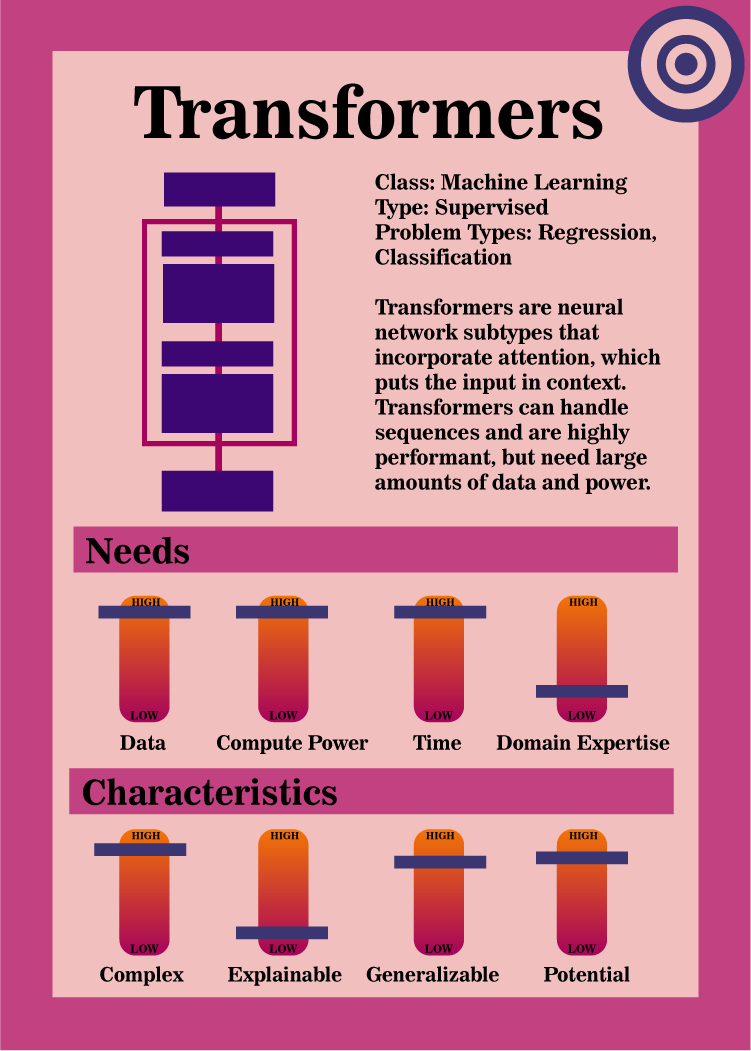 Transformers
Class: Machine Learning
Type: Supervised
Problem Types: Regression,
Classification
Transformers are neural
network subtypes that
incorporate attention, which
puts the input in context.
Transformers can handle
sequences and are highly
performant, but need large
amounts of data and power.
Needs
HIGH HIGH HIGH HIGH
LOW LOW LOW LOW
Data Compute Power Time Domain Expertise
Characteristics
HIGH HIGH HIGH HIGH
LOW LOW LOW LOW
Complex Explainable Generalizable Potential